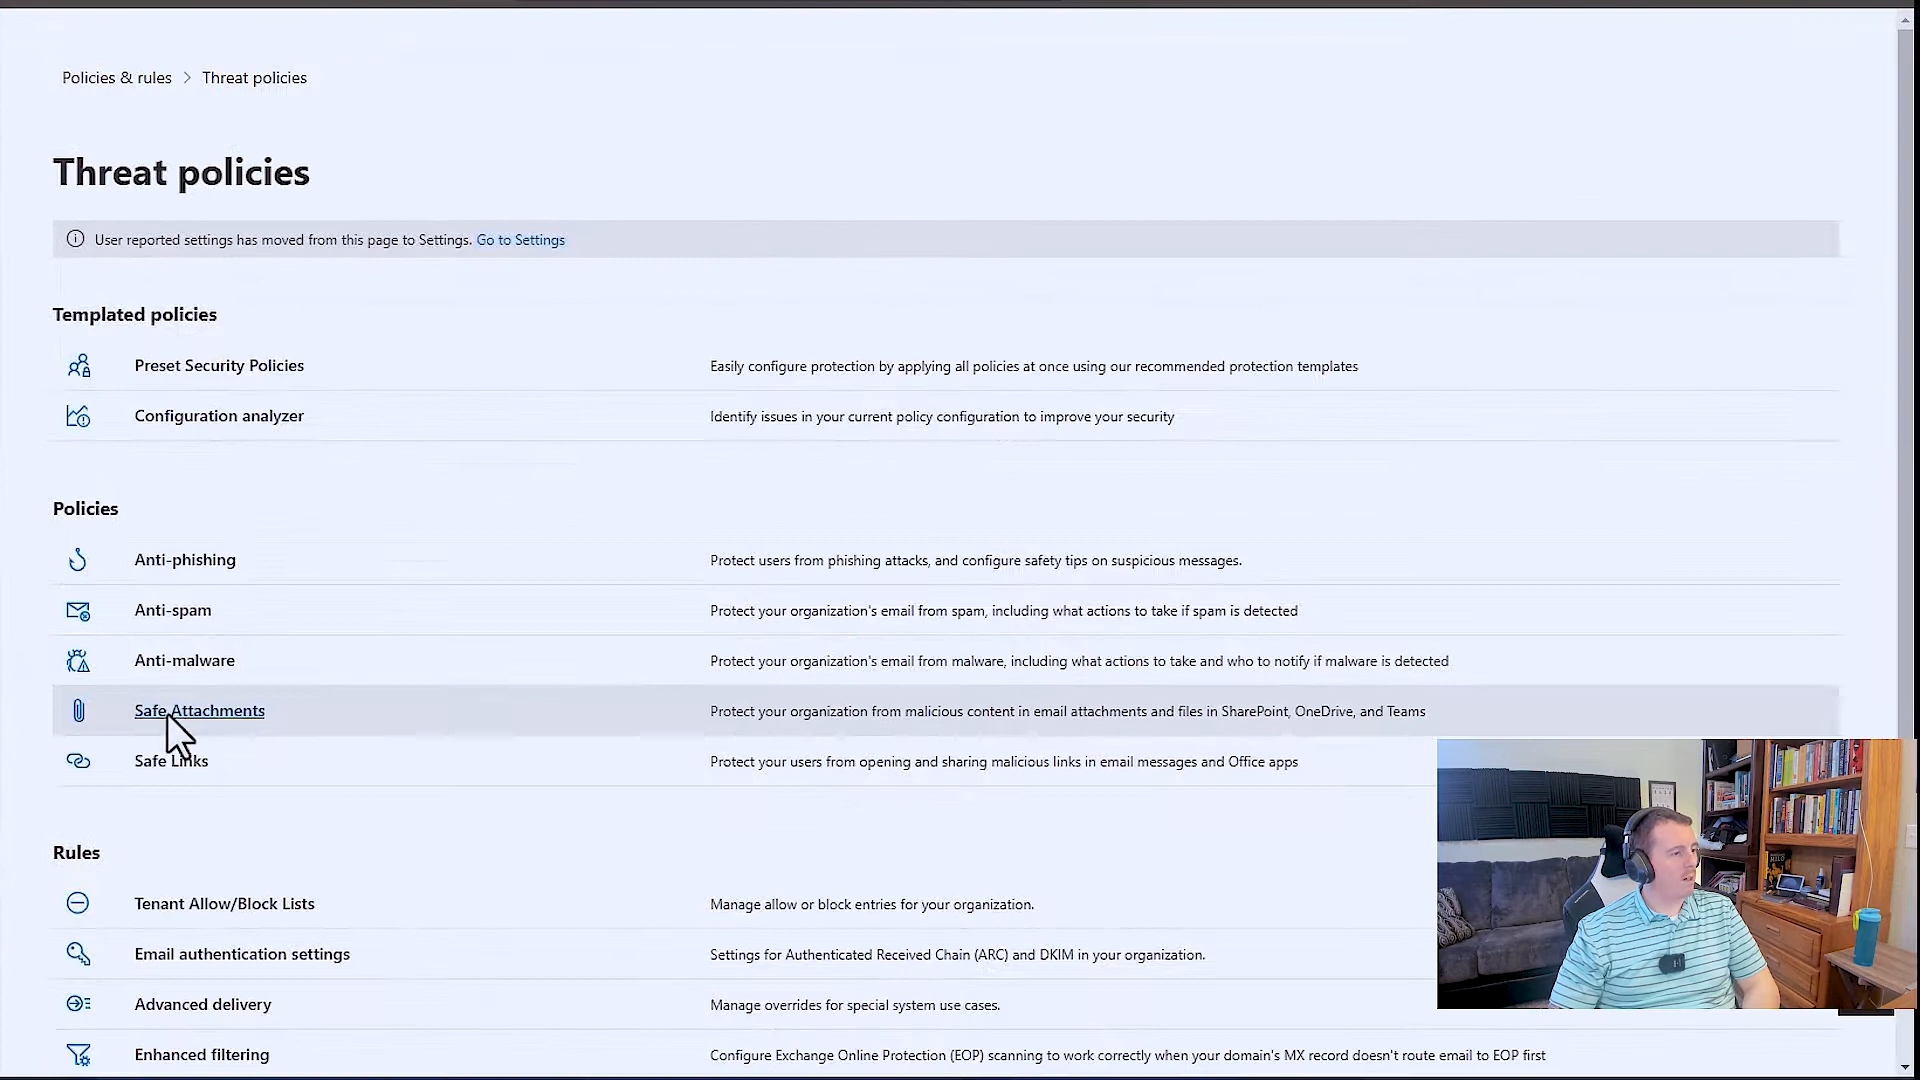 Policies & rules > Threat policies
Threat policies
User reported settings has moved from this page to Settings. Go to Settings
Templated policies
Preset Security Policies Easily configure protection by applying all policies at once using our recommended protection templates
Configuration analyzer Identify issues in your current policy configuration to improve your security
Policies
Anti-phishing Protect users from phishing attacks, and configure safety tips on suspicious messages.
Anti-spam Protect your organization's email from spam, including what actions to take if spam is detected
Anti-malware Protect your organization's email from malware, including what actions to take and who to notify if malware is detected
Safe Attachments Protect your organization from malicious content in email attachments and files in SharePoint, OneDrive, and Teams
Safe Links Protect your users from opening and sharing malicious links in email messages and Office apps
Rules
Tenant Allow/Block Lists Manage allow or block entries for your organization.
Email authentication settings Settings for Authenticated Received Chain (ARC) and DKIM in your organization.
Advanced delivery Manage overrides for special system use cases.
Enhanced filtering Configure Exchange Online Protection (EOP) scanning to work correctly when your domain's MX record doesn't route email to EOP first